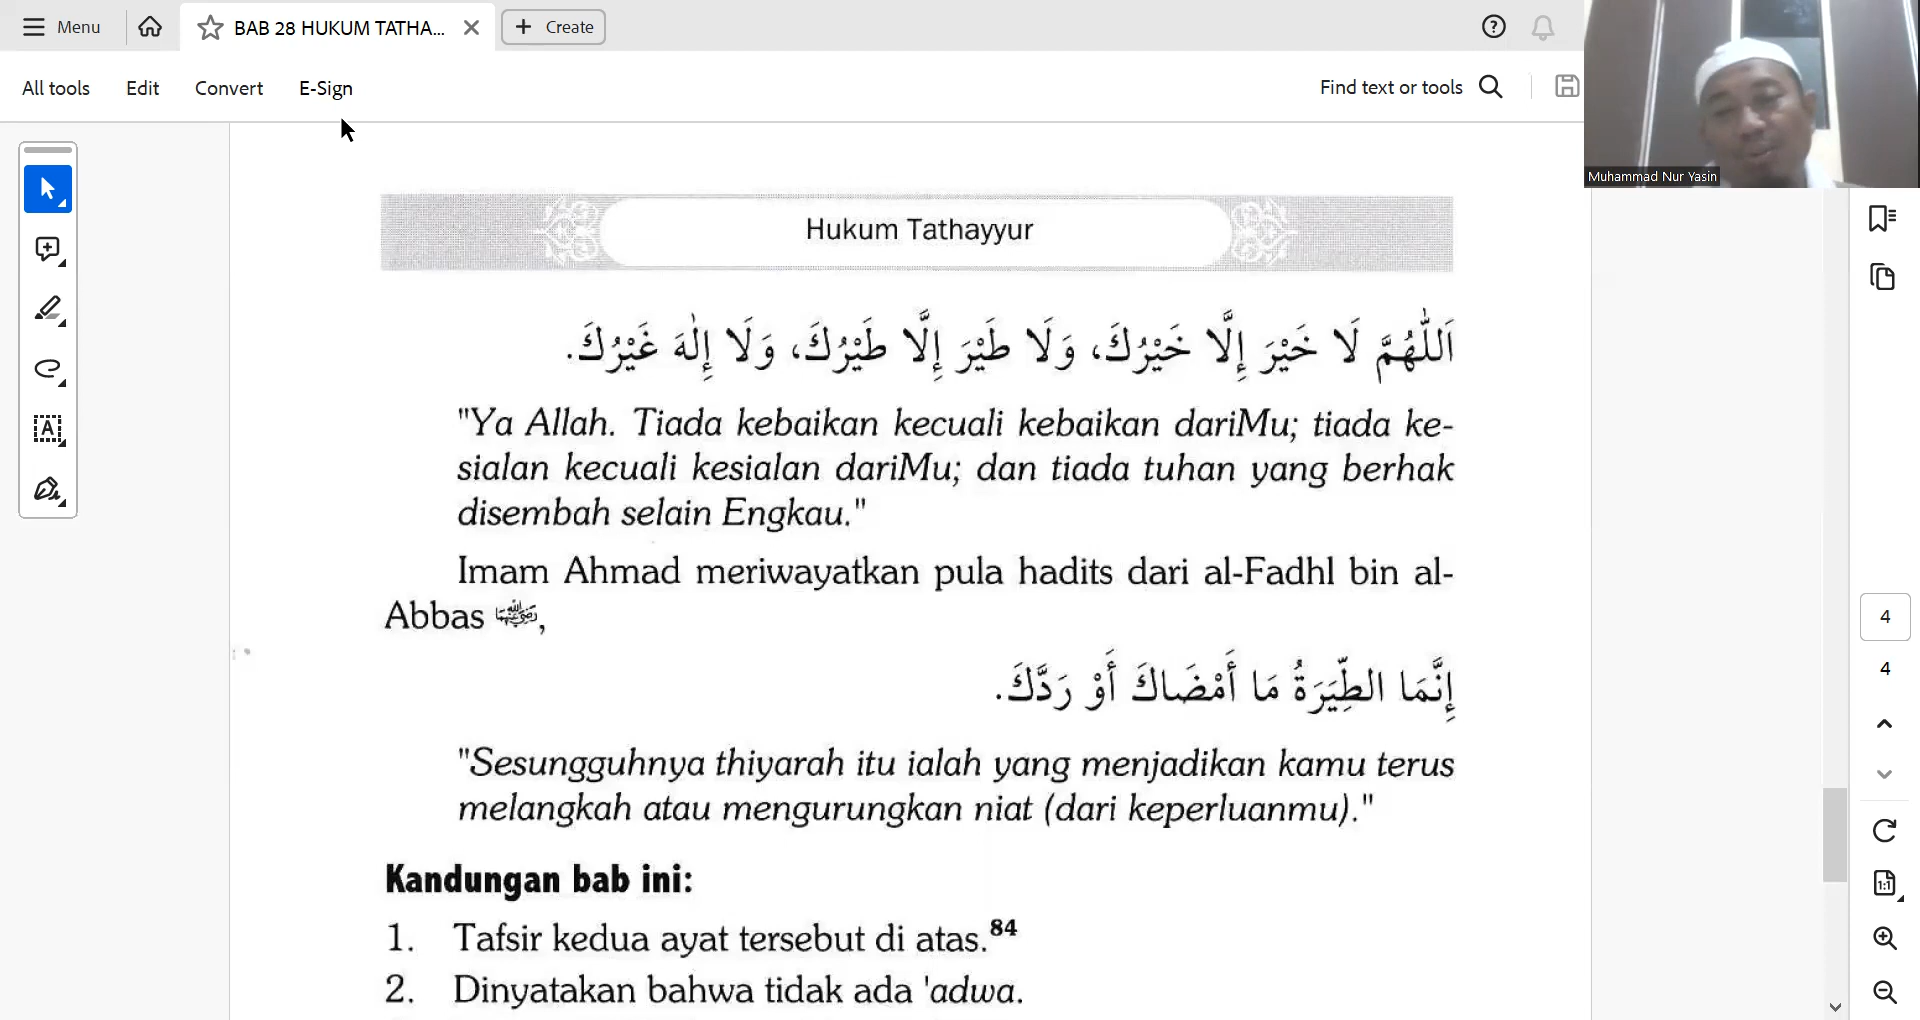 Menu
BAB 28 HUKUM TATHA...
Create
All tools
Edit
Convert
E-Sign
Find text or tools
Muhammad Nur Yasin
Hukum Tathayyur
اَللّٰهُمَّ لَا خَيْرَ إِلَّا خَيْرُكَ، وَلَا طَيْرَ إِلَّا طَيْرُكَ، وَلَا إِلٰهَ غَيْرُكَ.
"Ya Allah. Tiada kebaikan kecuali kebaikan dariMu; tiada ke-
sialan kecuali kesialan dariMu; dan tiada tuhan yang berhak
disembah selain Engkau."
Imam Ahmad meriwayatkan pula hadits dari al-Fadhl bin al-
Abbas رضي الله عنهما,
إِنَّمَا الطِّيَرَةُ مَا أَمْضَاكَ أَوْ رَدَّكَ.
"Sesungguhnya thiyarah itu ialah yang menjadikan kamu terus
melangkah atau mengurungkan niat (dari keperluanmu)."
Kandungan bab ini:
1. Tafsir kedua ayat tersebut di atas.84
2. Dinyatakan bahwa tidak ada 'adwa.
4
4